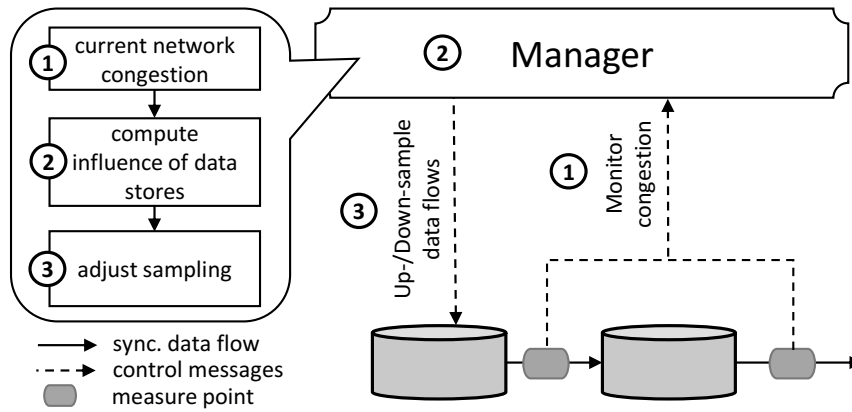 1
current network
congestion
2
compute
influence of data
stores
3
adjust sampling
2
Manager
3
Up-/Down-sample
data flows
1
Monitor
congestion
sync. data flow
control messages
measure point